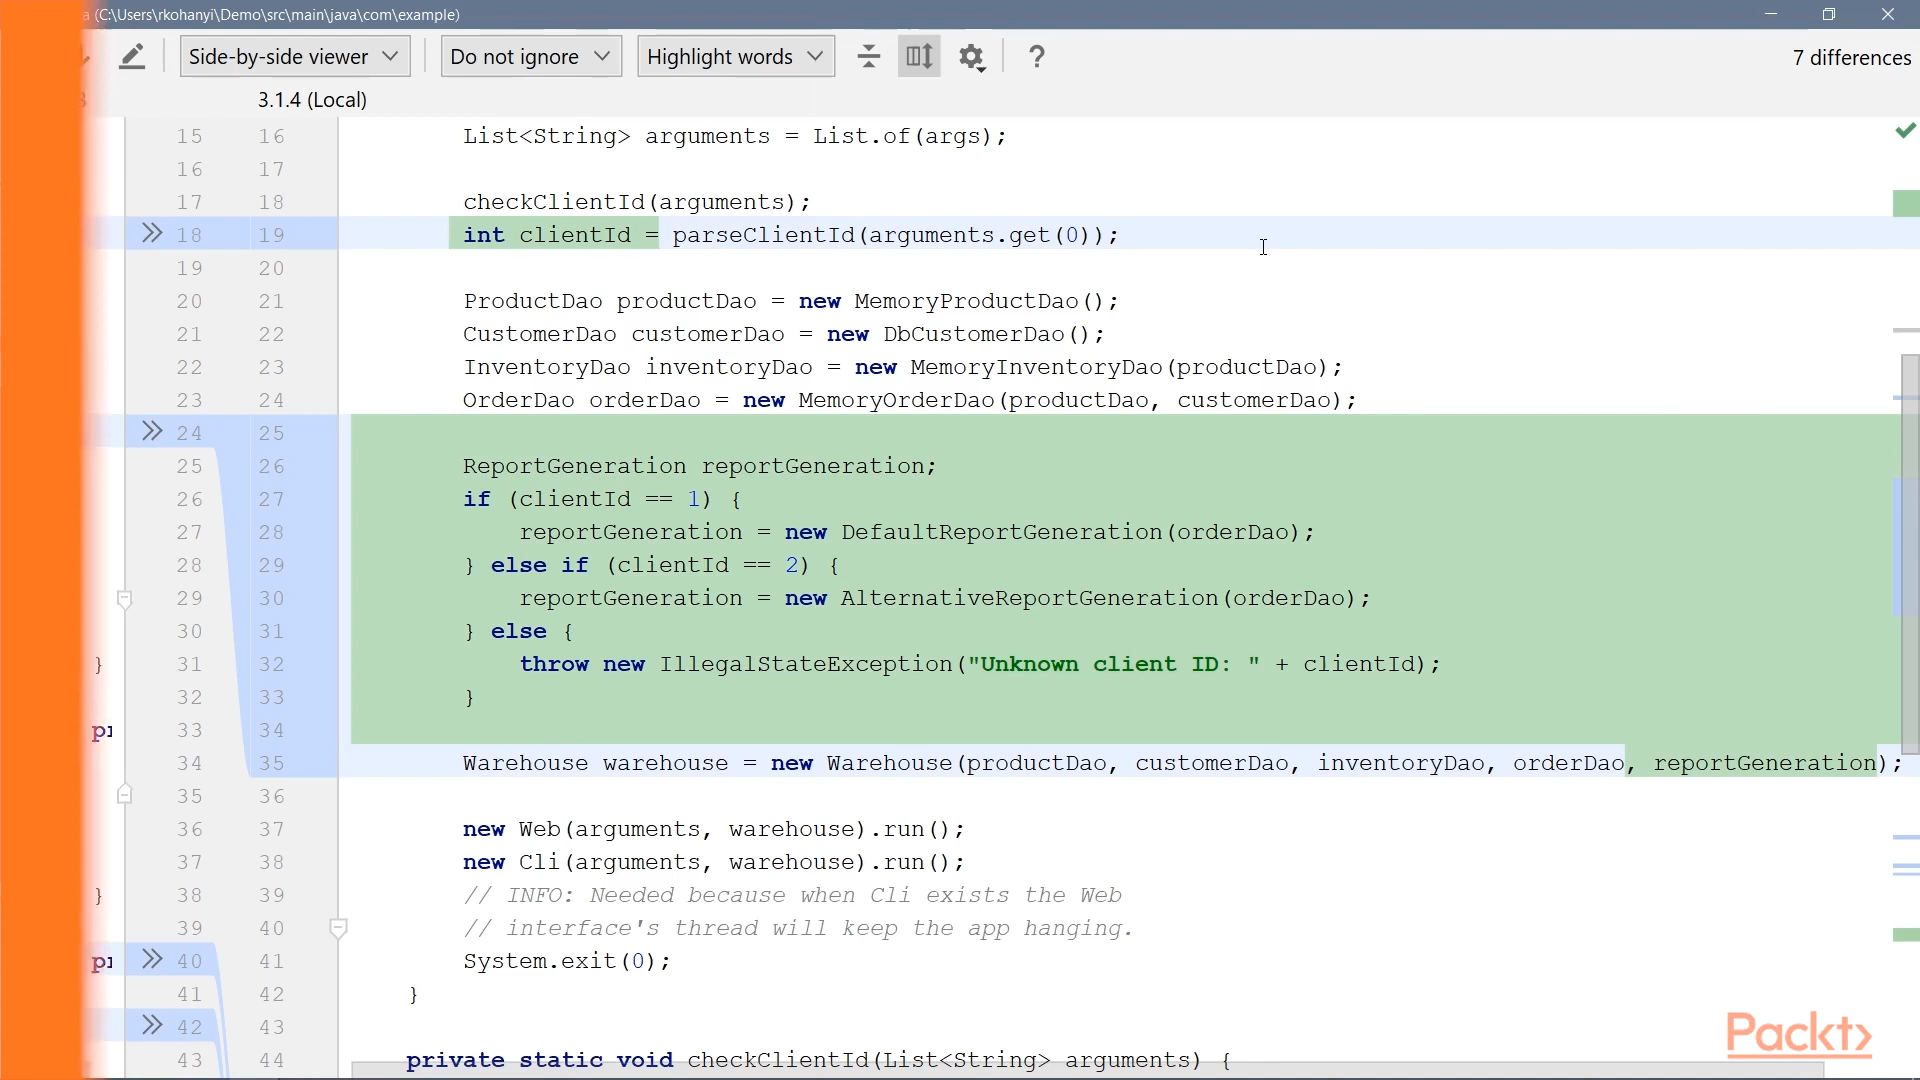 a (C:\Users\rkohanyi\Demo\src\main\java\com\example)
Side-by-side viewer Do not ignore Highlight words ? 7 differences
3.1.4 (Local)
15 16 List<String> arguments = List.of(args);
16 17
17 18 checkClientId(arguments);
18 19 int clientId = parseClientId(arguments.get(0));
19 20
20 21 ProductDao productDao = new MemoryProductDao();
21 22 CustomerDao customerDao = new DbCustomerDao();
22 23 InventoryDao inventoryDao = new MemoryInventoryDao(productDao);
23 24 OrderDao orderDao = new MemoryOrderDao(productDao, customerDao);
24 25
25 26 ReportGeneration reportGeneration;
26 27 if (clientId == 1) {
27 28 reportGeneration = new DefaultReportGeneration(orderDao);
28 29 } else if (clientId == 2) {
29 30 reportGeneration = new AlternativeReportGeneration(orderDao);
30 31 } else {
} 31 32 throw new IllegalStateException("Unknown client ID: " + clientId);
32 33 }
33 34
34 35 Warehouse warehouse = new Warehouse(productDao, customerDao, inventoryDao, orderDao, reportGeneration);
35 36
36 37 new Web(arguments, warehouse).run();
37 38 new Cli(arguments, warehouse).run();
} 38 39 // INFO: Needed because when Cli exists the Web
39 40 // interface's thread will keep the app hanging.
40 41 System.exit(0);
41 42 }
42 43
43 44 private static void checkClientId(List<String> arguments) {
Packt>